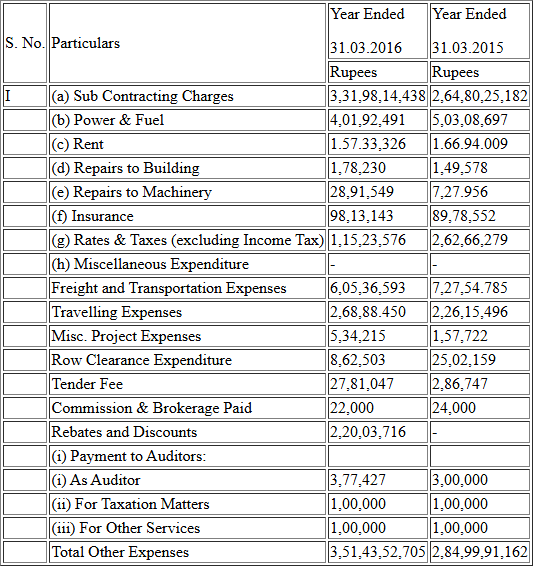 S. No. Particulars Year Ended 31.03.2016 Year Ended 31.03.2015
Rupees Rupees
I (a) Sub Contracting Charges 3,31,98,14,438 2,64,80,25,182
(b) Power & Fuel 4,01,92,491 5,03,08,697
(c) Rent 1.57.33,326 1.66.94.009
(d) Repairs to Building 1,78,230 1,49,578
(e) Repairs to Machinery 28,91,549 7,27.956
(f) Insurance 98,13,143 89,78,552
(g) Rates & Taxes (excluding Income Tax) 1,15,23,576 2,62,66,279
(h) Miscellaneous Expenditure - -
Freight and Transportation Expenses 6,05,36,593 7,27,54.785
Travelling Expenses 2,68,88.450 2,26,15,496
Misc. Project Expenses 5,34,215 1,57,722
Row Clearance Expenditure 8,62,503 25,02,159
Tender Fee 27,81,047 2,86,747
Commission & Brokerage Paid 22,000 24,000
Rebates and Discounts 2,20,03,716 -
(i) Payment to Auditors:
(i) As Auditor 3,77,427 3,00,000
(ii) For Taxation Matters 1,00,000 1,00,000
(iii) For Other Services 1,00,000 1,00,000
Total Other Expenses 3,51,43,52,705 2,84,99,91,162